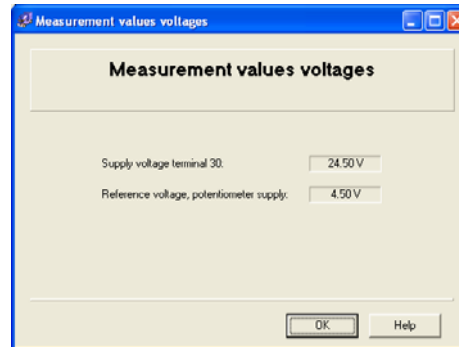 Measurement values voltages
Measurement values voltages
Supply voltage terminal 30: 24.50 V
Reference voltage, potentiometer supply: 4.50 V
OK Help